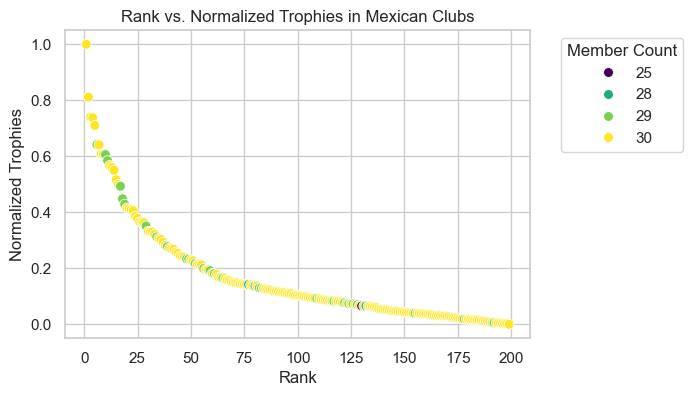 Rank vs. Normalized Trophies in Mexican Clubs
Normalized Trophies
1.0
0.8
0.6
0.4
0.2
0.0
0 25 50 75 100 125 150 175 200
Rank
Member Count
25
28
29
30